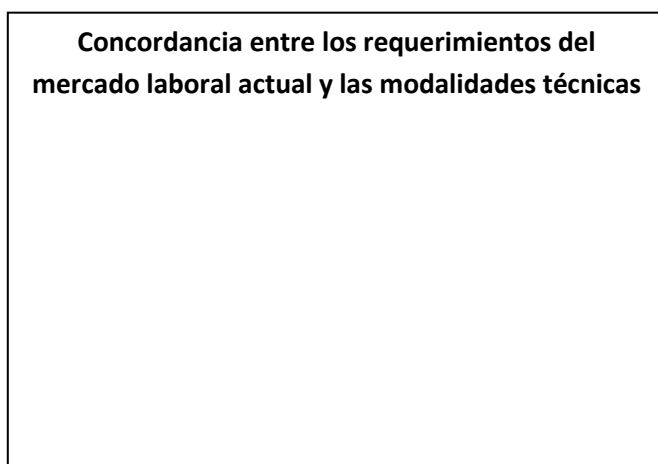 Concordancia entre los requerimientos del
mercado laboral actual y las modalidades técnicas